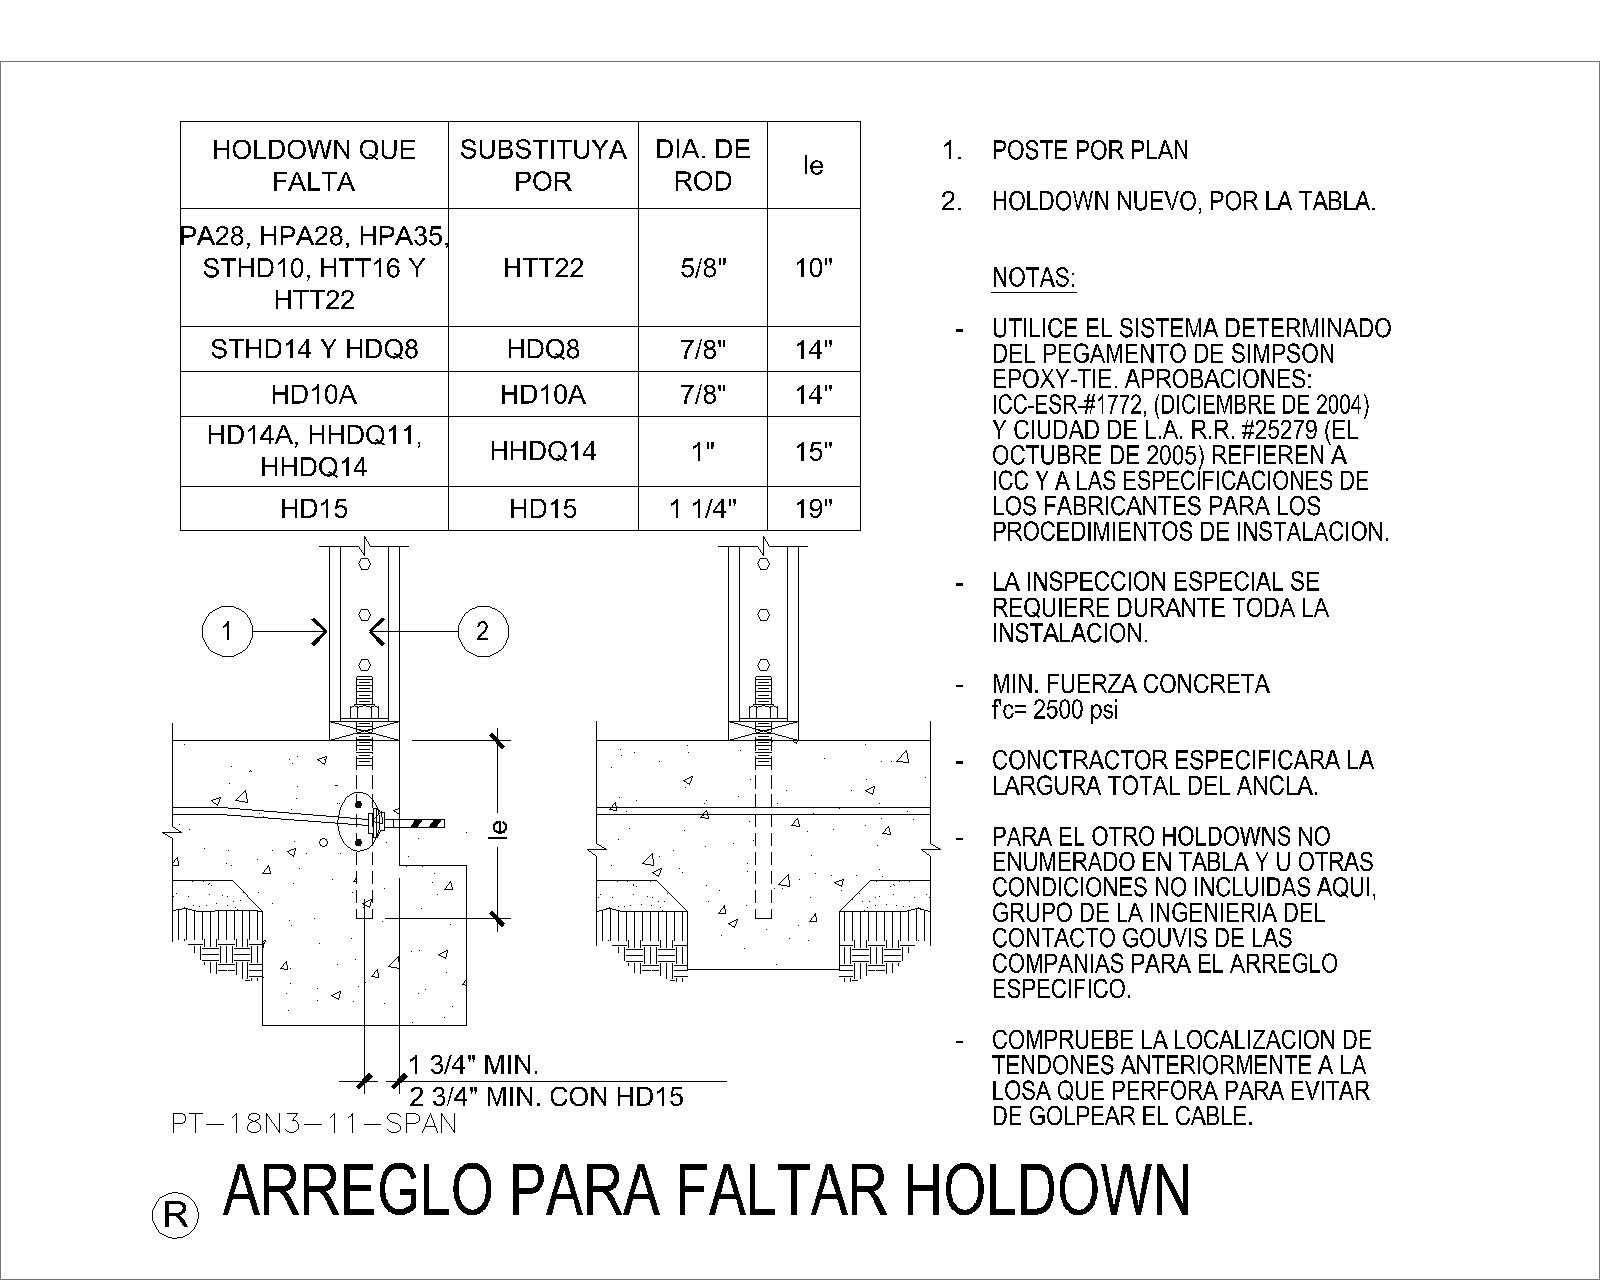 HOLDOWN QUE
FALTA
SUBSTITUYA
POR
DIA. DE
ROD
le
PA28, HPA28, HPA35,
STHD10, HTT16 Y
HTT22
HTT22
5/8"
10"
STHD14 Y HDQ8
HDQ8
7/8"
14"
HD10A
HD10A
7/8"
14"
HD14A, HHDQ11,
HHDQ14
HHDQ14
1"
15"
HD15
HD15
1 1/4"
19"
1
2
le
1 3/4" MIN.
2 3/4" MIN. CON HD15
PT-18N3-11-SPAN
1. POSTE POR PLAN
2. HOLDOWN NUEVO, POR LA TABLA.
NOTAS:
- UTILICE EL SISTEMA DETERMINADO
DEL PEGAMENTO DE SIMPSON
EPOXY-TIE. APROBACIONES:
ICC-ESR-#1772, (DICIEMBRE DE 2004)
Y CIUDAD DE L.A. R.R. #25279 (EL
OCTUBRE DE 2005) REFIEREN A
ICC Y A LAS ESPECIFICACIONES DE
LOS FABRICANTES PARA LOS
PROCEDIMIENTOS DE INSTALACION.
- LA INSPECCION ESPECIAL SE
REQUIERE DURANTE TODA LA
INSTALACION.
- MIN. FUERZA CONCRETA
f'c= 2500 psi
- CONCTRACTOR ESPECIFICARA LA
LARGURA TOTAL DEL ANCLA.
- PARA EL OTRO HOLDOWNS NO
ENUMERADO EN TABLA Y U OTRAS
CONDICIONES NO INCLUIDAS AQUI,
GRUPO DE LA INGENIERIA DEL
CONTACTO GOUVIS DE LAS
COMPANIAS PARA EL ARREGLO
ESPECIFICO.
- COMPRUEBE LA LOCALIZACION DE
TENDONES ANTERIORMENTE A LA
LOSA QUE PERFORA PARA EVITAR
DE GOLPEAR EL CABLE.
R ARREGLO PARA FALTAR HOLDOWN